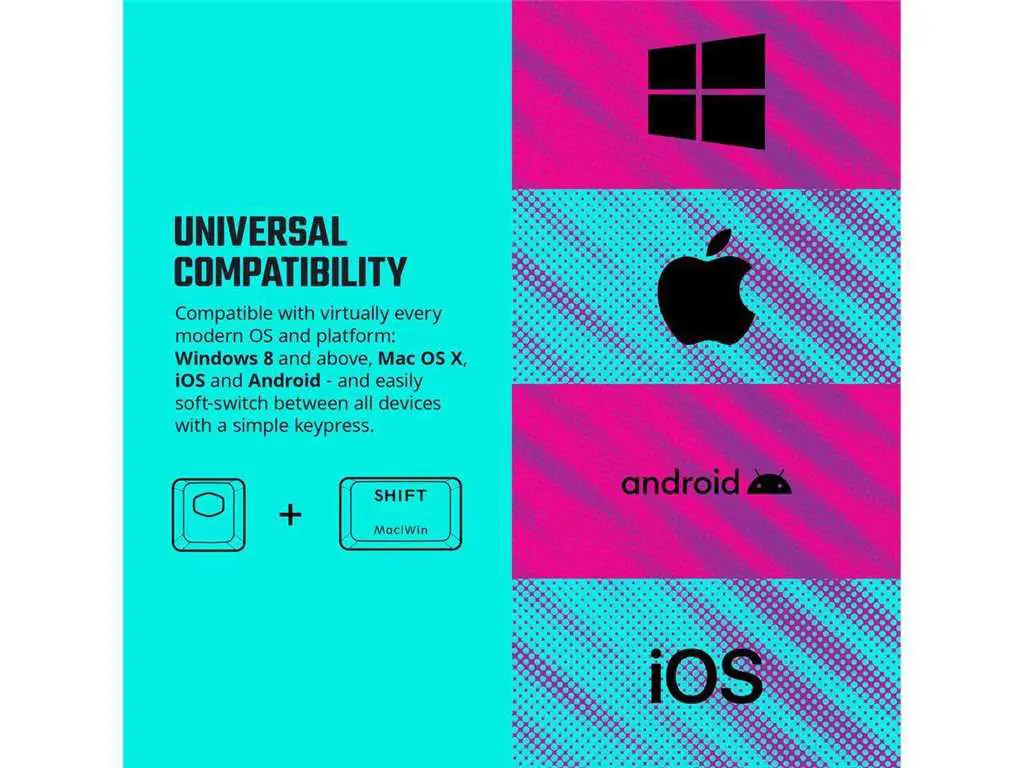 UNIVERSAL
COMPATIBILITY
Compatible with virtually every
modern OS and platform:
Windows 8 and above, Mac OS X,
iOS and Android - and easily
soft-switch between all devices
with a simple keypress.
+
SHIFT
Mac|Win
android
iOS